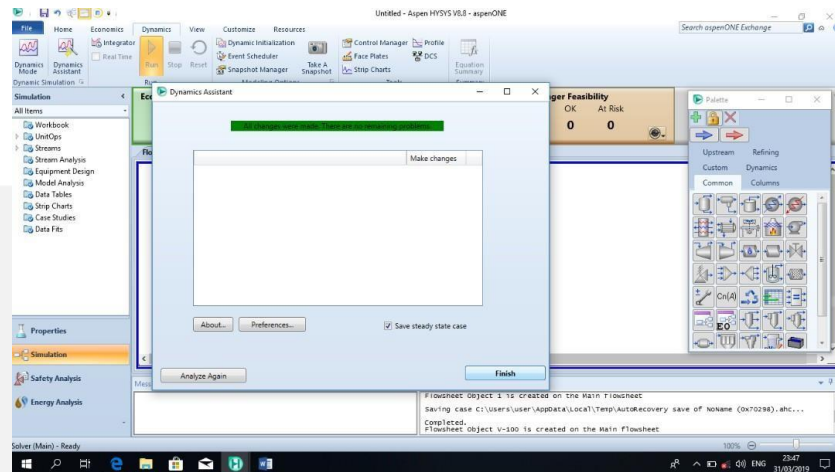 Untitled - Aspen HYSYS V8.8 - aspenONE
File Home Economics Dynamics View Customize Resources
Search aspenONE Exchange
Dynamics Mode
Dynamics Assistant
Integrator
Real Time
Run Stop Reset
Dynamic Initialization
Event Scheduler
Snapshot Manager
Take A Snapshot
Control Manager
Face Plates
Strip Charts
Profile
DCS
Equation Summary
Dynamic Simulation
Run
Modeling Options
Tools
Summary
Simulation
All Items
Workbook
UnitOps
Streams
Stream Analysis
Equipment Design
Model Analysis
Data Tables
Strip Charts
Case Studies
Data Fits
Properties
Simulation
Safety Analysis
Energy Analysis
Dynamics Assistant
All changes were made. There are no remaining problems.
Make changes
About... Preferences...
Save steady state case
Analyze Again
Finish
ger Feasibility
OK At Risk
0 0
Palette
Upstream Refining
Custom Dynamics
Common Columns
Cn(A)
EO
Flowsheet Object 1 is created on the Main flowsheet
Saving case C:\Users\user\AppData\Local\Temp\AutoRecovery save of NoName (0x70298).ahc...
Completed.
Flowsheet Object V-100 is created on the Main flowsheet
Solver (Main) - Ready
100%
ENG
23:47
31/03/2019